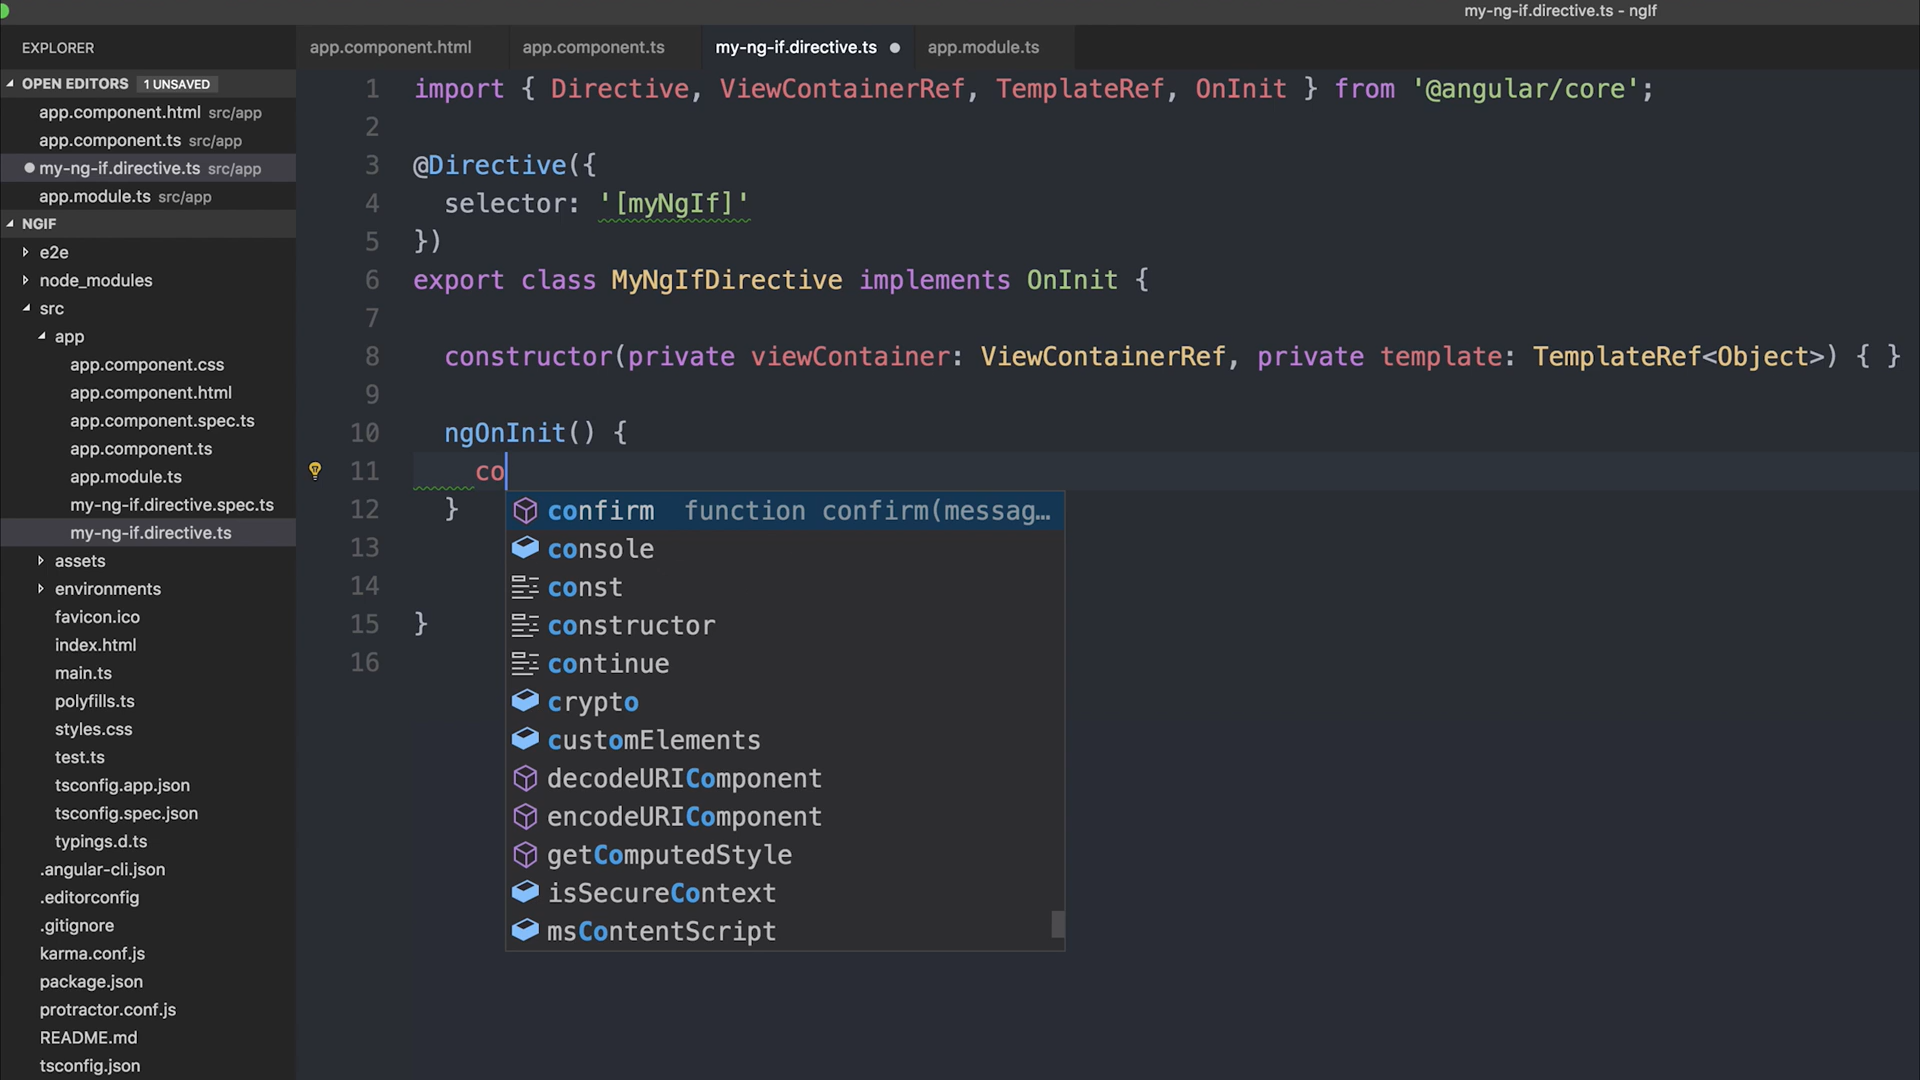 my-ng-if.directive.ts - ngIf
EXPLORER
OPEN EDITORS 1 UNSAVED
app.component.html src/app
app.component.ts src/app
my-ng-if.directive.ts src/app
app.module.ts src/app
NGIF
e2e
node_modules
src
app
app.component.css
app.component.html
app.component.spec.ts
app.component.ts
app.module.ts
my-ng-if.directive.spec.ts
my-ng-if.directive.ts
assets
environments
favicon.ico
index.html
main.ts
polyfills.ts
styles.css
test.ts
tsconfig.app.json
tsconfig.spec.json
typings.d.ts
.angular-cli.json
.editorconfig
.gitignore
karma.conf.js
package.json
protractor.conf.js
README.md
tsconfig.json
app.component.html app.component.ts my-ng-if.directive.ts app.module.ts
1 import { Directive, ViewContainerRef, TemplateRef, OnInit } from '@angular/core';
2
3 @Directive({
4 selector: '[myNgIf]'
5 })
6 export class MyNgIfDirective implements OnInit {
7
8 constructor(private viewContainer: ViewContainerRef, private template: TemplateRef<Object>) { }
9
10 ngOnInit() {
11 co
12 }
13
14
15 }
16
confirm function confirm(messag…
console
const
constructor
continue
crypto
customElements
decodeURIComponent
encodeURIComponent
getComputedStyle
isSecureContext
msContentScript